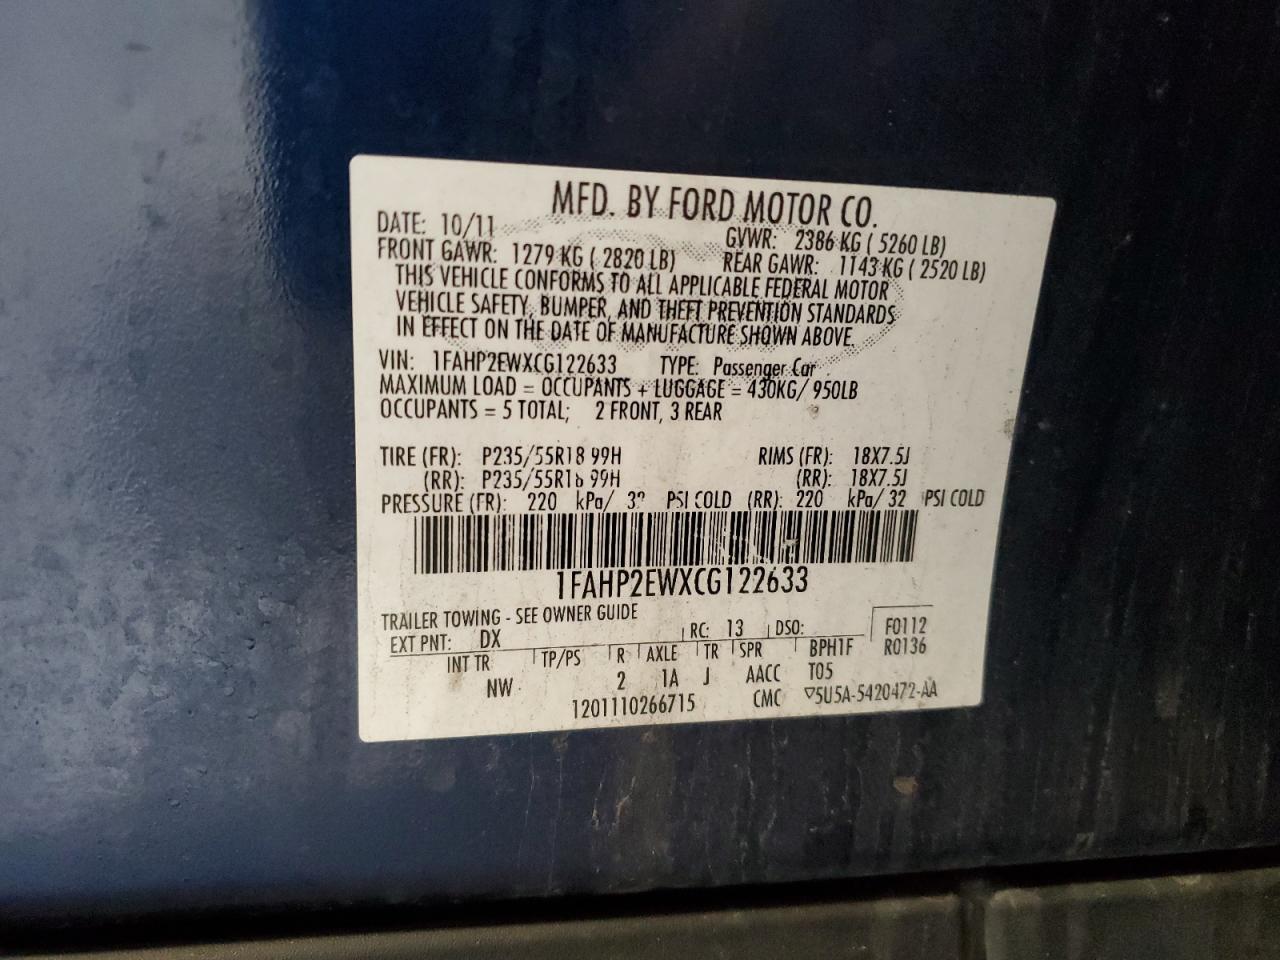 MFD. BY FORD MOTOR CO.
DATE: 10/11 GVWR: 2386 KG ( 5260 LB)
FRONT GAWR: 1279 KG ( 2820 LB) REAR GAWR: 1143 KG ( 2520 LB)
THIS VEHICLE CONFORMS TO ALL APPLICABLE FEDERAL MOTOR
VEHICLE SAFETY, BUMPER, AND THEFT PREVENTION STANDARDS
IN EFFECT ON THE DATE OF MANUFACTURE SHOWN ABOVE.
VIN: 1FAHP2EWXCG122633 TYPE: Passenger Car
MAXIMUM LOAD = OCCUPANTS + LUGGAGE = 430KG/ 950LB
OCCUPANTS = 5 TOTAL; 2 FRONT, 3 REAR
TIRE (FR): P235/55R18 99H RIMS (FR): 18X7.5J
(RR): P235/55R18 99H (RR): 18X7.5J
PRESSURE (FR): 220 kPa/ 32 PSI COLD (RR): 220 kPa/ 32 PSI COLD
1FAHP2EWXCG122633
TRAILER TOWING - SEE OWNER GUIDE
EXT PNT: DX RC: 13 DSO: F0112
INT TR TP/PS R AXLE TR SPR BPH1F R0136
NW 2 1A J AACC T05
1201110266715 CMC ▽5U5A-5420472-AA